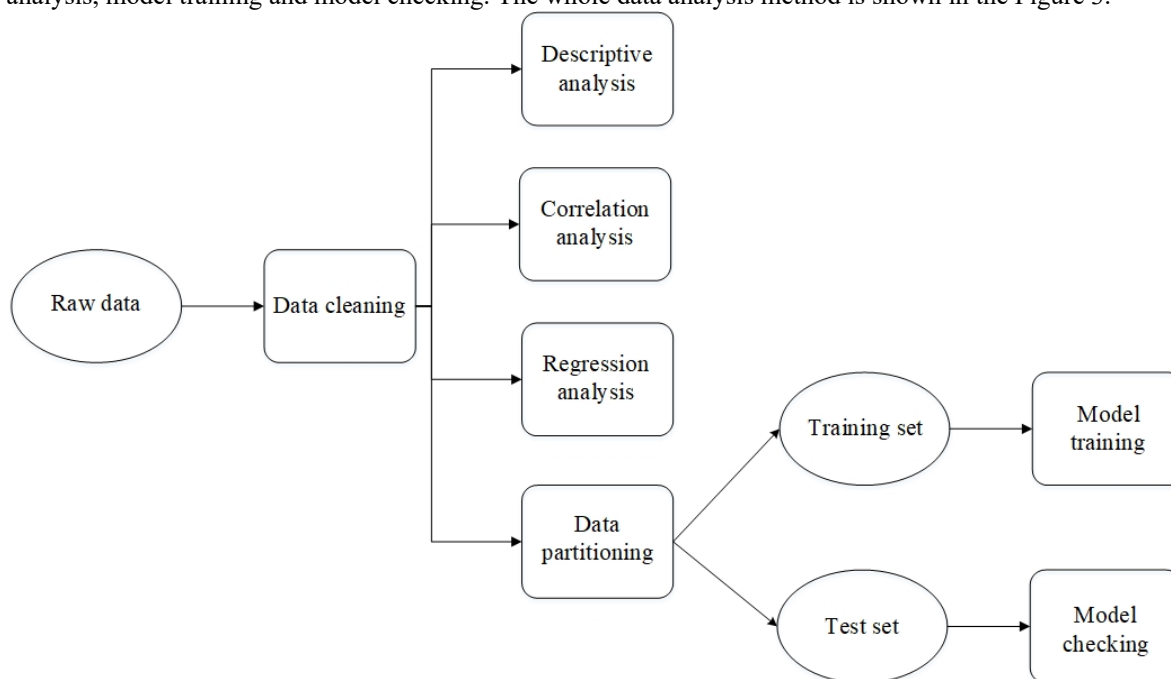 analysis, model training and model checking. The whole data analysis method is shown in the Figure 3.
Descriptive
analysis
Correlation
analysis
Raw data
Data cleaning
Regression
analysis
Training set
Model
training
Data
partitioning
Test set
Model
checking